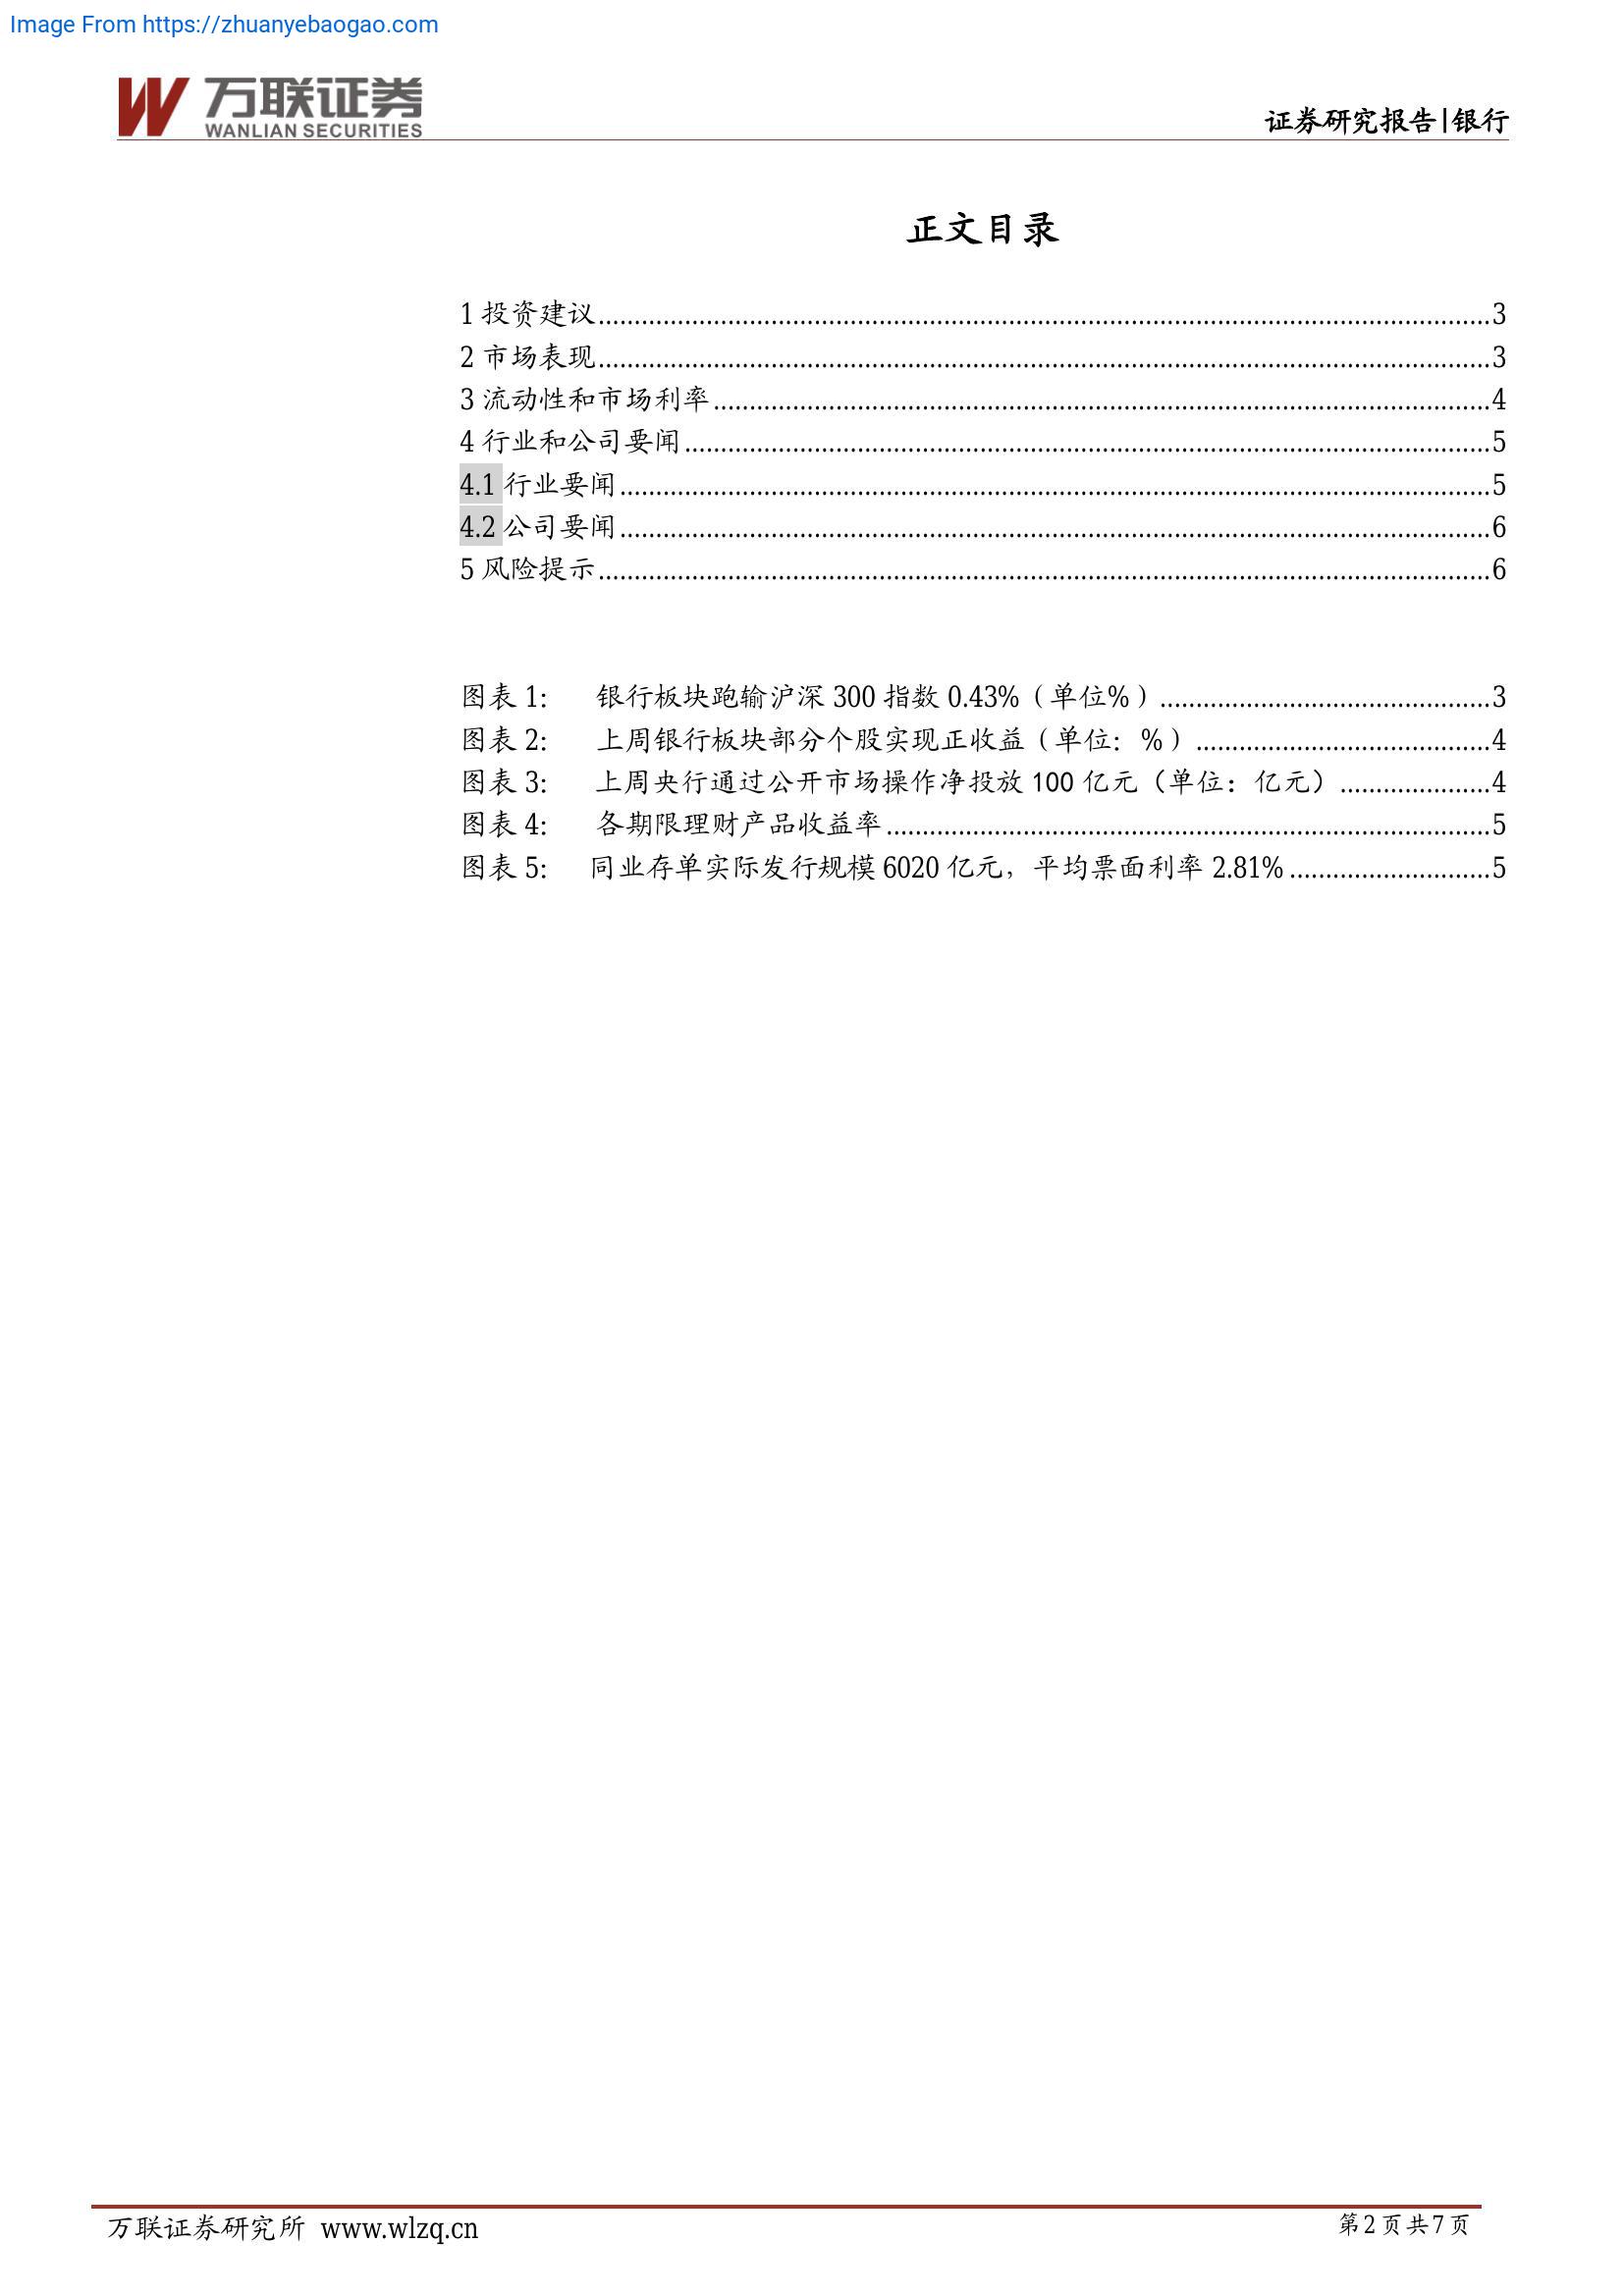 Image From https://zhuanyebaogao.com
万联证券
WANLIAN SECURITIES
证券研究报告|银行
正文目录
1 投资建议......3
2 市场表现......3
3 流动性和市场利率......4
4 行业和公司要闻......5
4.1 行业要闻......5
4.2 公司要闻......6
5 风险提示......6
图表 1: 银行板块跑输沪深 300 指数 0.43%（单位%）......3
图表 2: 上周银行板块部分个股实现正收益（单位: %）......4
图表 3: 上周央行通过公开市场操作净投放 100 亿元（单位：亿元）......4
图表 4: 各期限理财产品收益率......5
图表 5: 同业存单实际发行规模 6020 亿元，平均票面利率 2.81%......5
万联证券研究所 www.wlzq.cn
第2页共7页